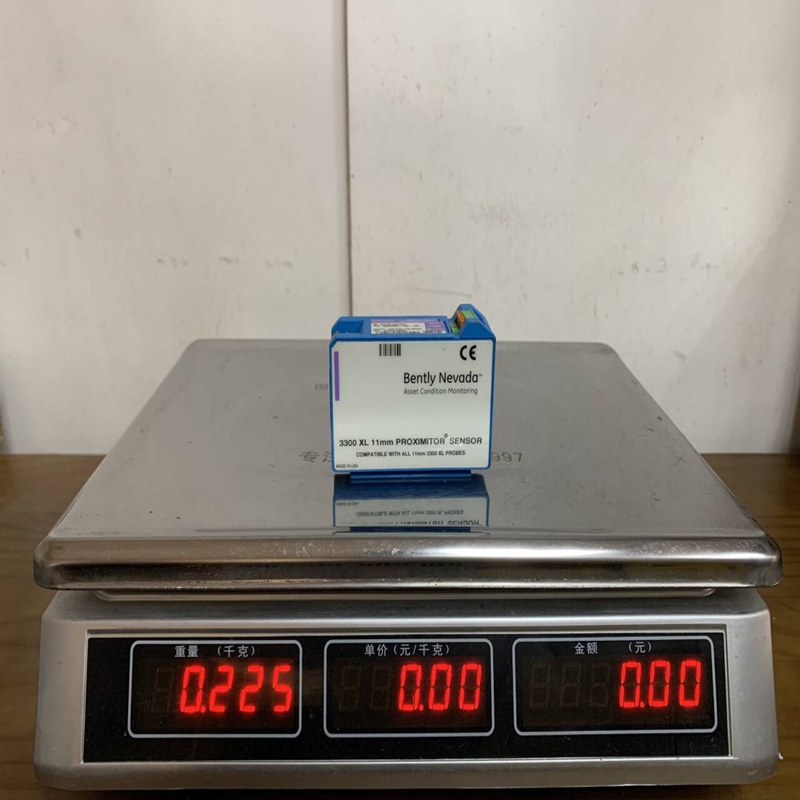 CE
Bently Nevada™
Asset Condition Monitoring
3300 XL 11mm PROXIMITOR® SENSOR
COMPATIBLE WITH ALL 11mm 3300 XL PROBES
MADE IN USA
专 997
重量 (千克) 单价 (元/千克) 金额 (元)
0.225 0.00 0.00